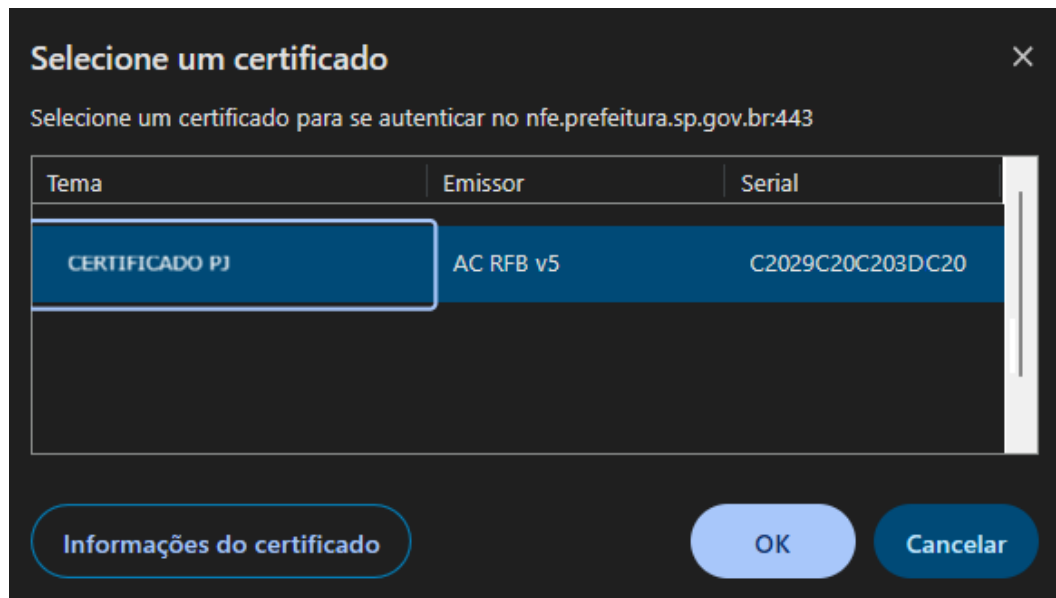 Selecione um certificado
Selecione um certificado para se autenticar no nfe.prefeitura.sp.gov.br:443
Tema Emissor Serial
CERTIFICADO PJ AC RFB v5 C2029C20C203DC20
Informações do certificado OK Cancelar